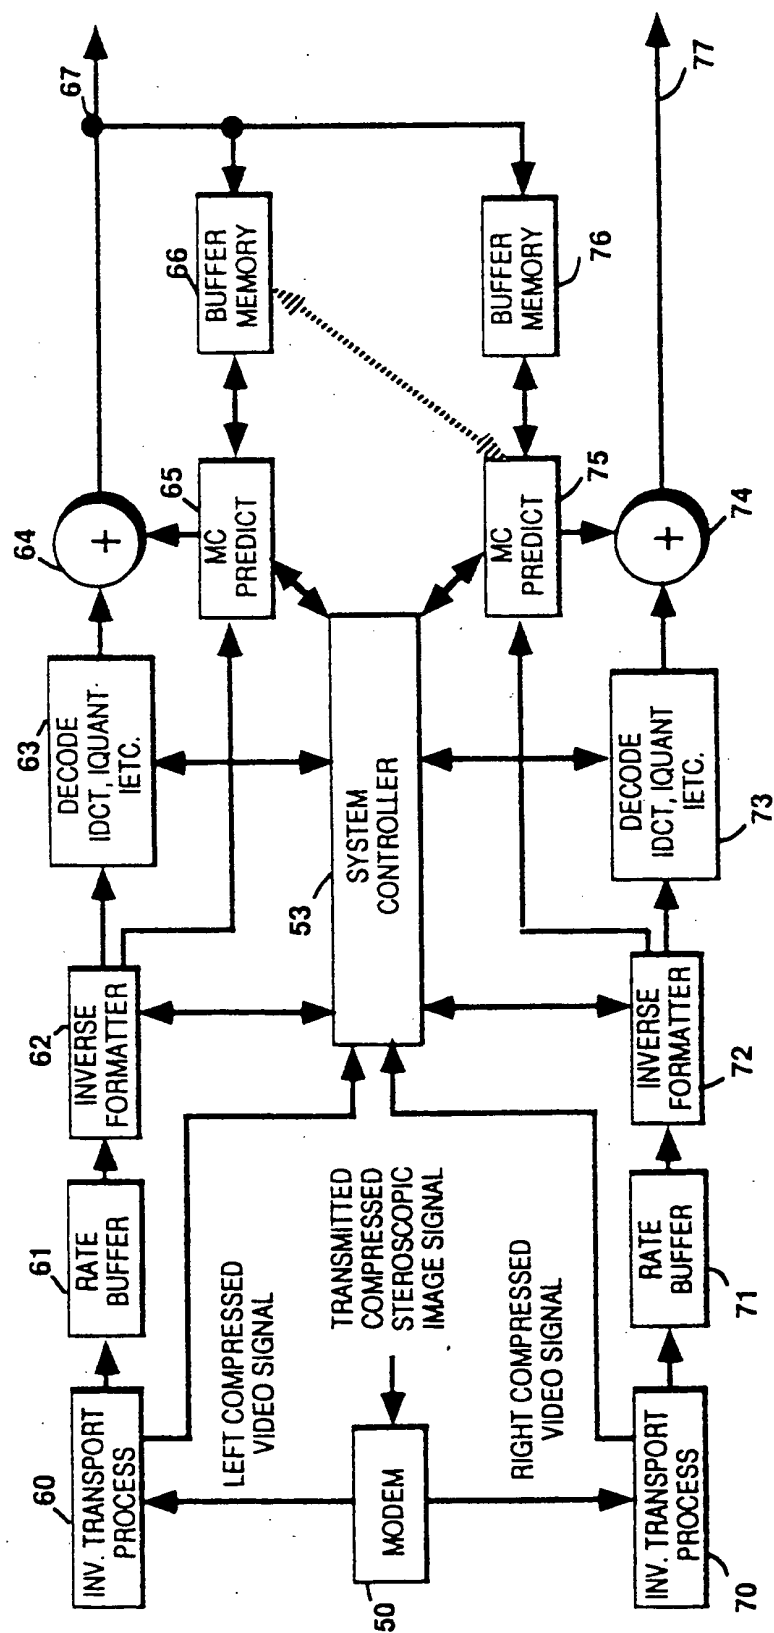 60
INV. TRANSPORT
PROCESS
61
RATE
BUFFER
62
INVERSE
FORMATTER
63
DECODE
IDCT, IQUANT
IETC.
64
+
65
MC
PREDICT
66
BUFFER
MEMORY
67
LEFT COMPRESSED
VIDEO SIGNAL
50
MODEM
TRANSMITTED
COMPRESSED
STEROSCOPIC
IMAGE SIGNAL
53
SYSTEM
CONTROLLER
RIGHT COMPRESSED
VIDEO SIGNAL
MC
PREDICT
75
BUFFER
MEMORY
76
INV. TRANSPORT
PROCESS
70
RATE
BUFFER
71
INVERSE
FORMATTER
72
DECODE
IDCT, IQUANT
IETC.
73
+
74
77